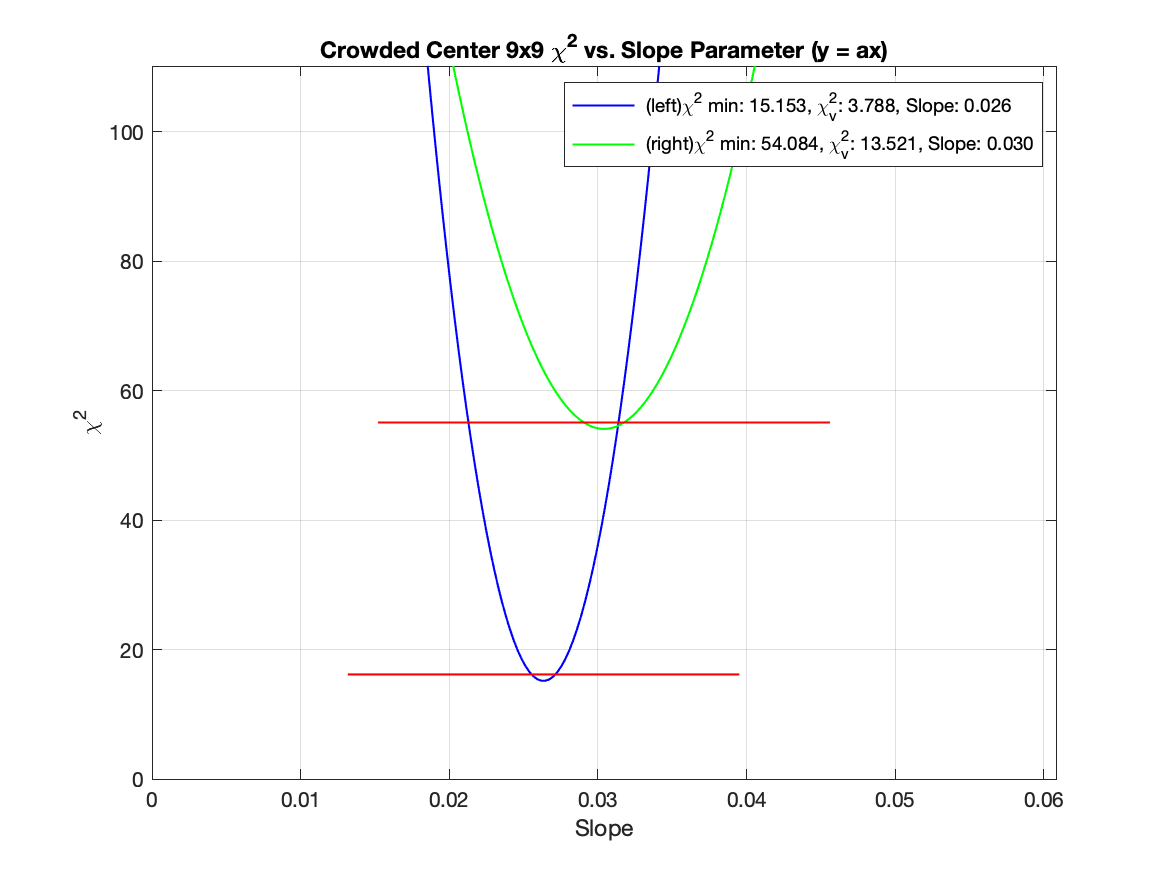 Crowded Center 9x9 χ² vs. Slope Parameter (y = ax)
(left)χ² min: 15.153, χ²ᵥ: 3.788, Slope: 0.026
(right)χ² min: 54.084, χ²ᵥ: 13.521, Slope: 0.030
100
80
60
40
20
0
χ²
0 0.01 0.02 0.03 0.04 0.05 0.06
Slope